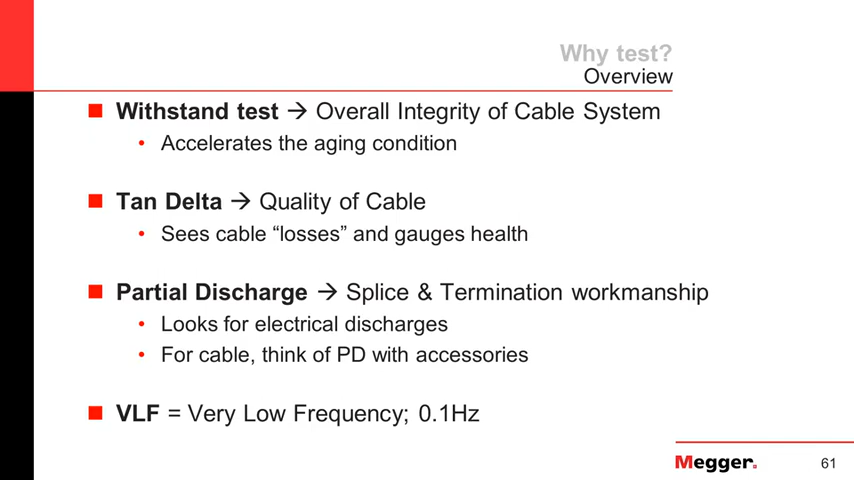 Why test?
Overview
Withstand test → Overall Integrity of Cable System
• Accelerates the aging condition
Tan Delta → Quality of Cable
• Sees cable “losses” and gauges health
Partial Discharge → Splice & Termination workmanship
• Looks for electrical discharges
• For cable, think of PD with accessories
VLF = Very Low Frequency; 0.1Hz
Megger.
61